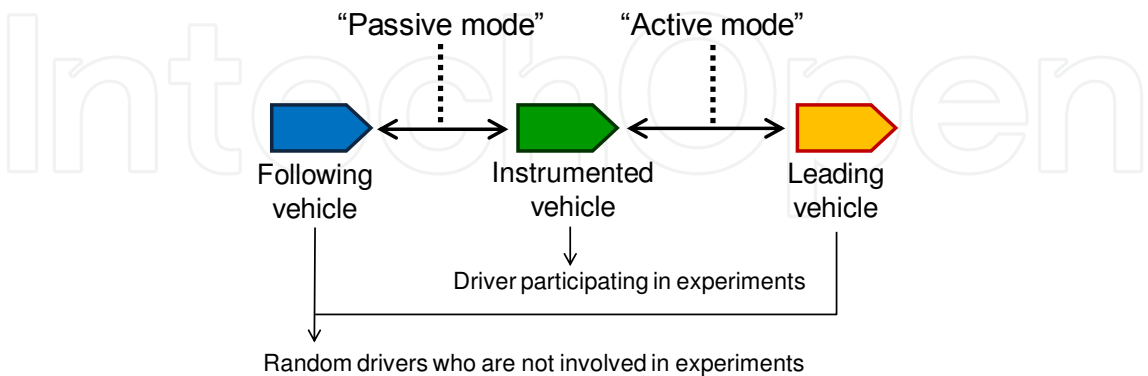 “Passive mode” “Active mode”
IntechOpen
Following
vehicle
Instrumented
vehicle
Leading
vehicle
Driver participating in experiments
Random drivers who are not involved in experiments